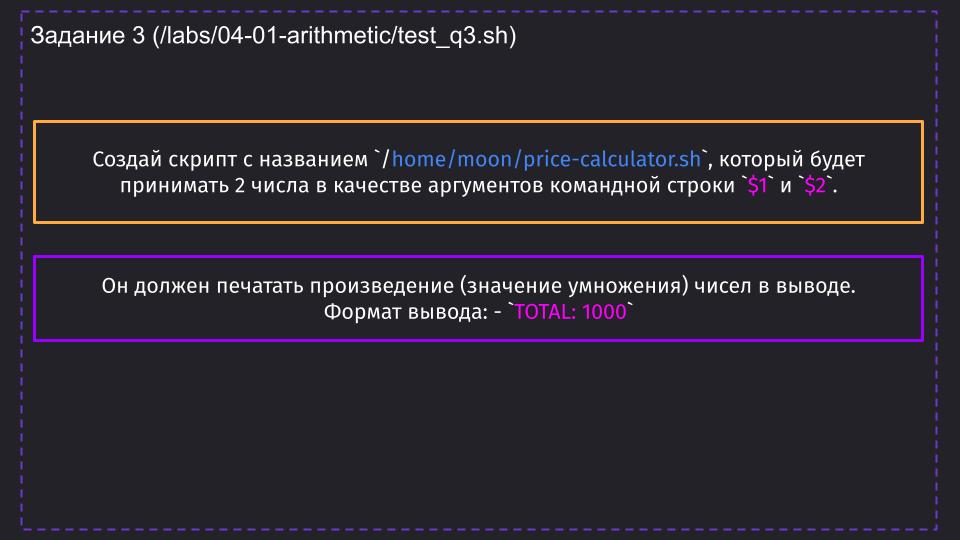 Задание 3 (/labs/04-01-arithmetic/test_q3.sh)
Создай скрипт с названием `/home/moon/price-calculator.sh`, который будет
принимать 2 числа в качестве аргументов командной строки `$1` и `$2`.
Он должен печатать произведение (значение умножения) чисел в выводе.
Формат вывода: - `TOTAL: 1000`